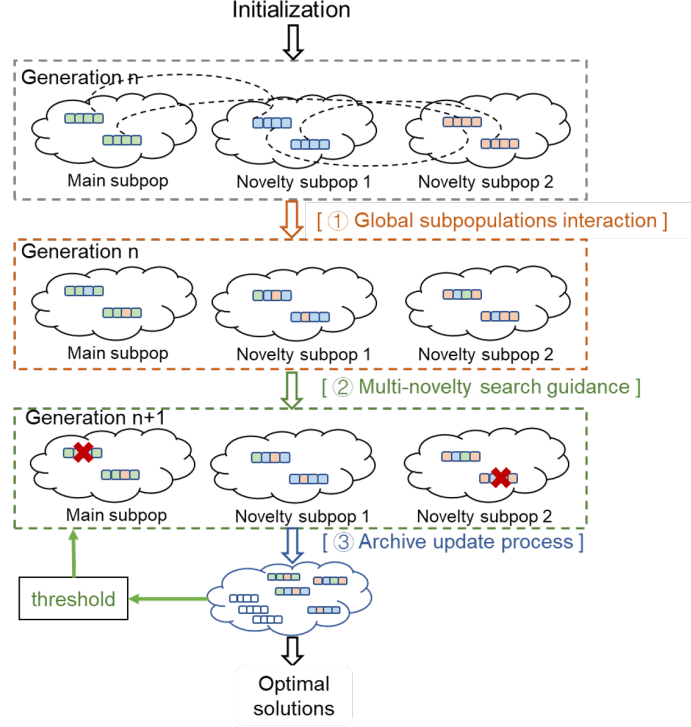 Initialization
Generation n
Main subpop
Novelty subpop 1
Novelty subpop 2
[ ① Global subpopulations interaction ]
Generation n
Main subpop
Novelty subpop 1
Novelty subpop 2
[ ② Multi-novelty search guidance ]
Generation n+1
Main subpop
Novelty subpop 1
Novelty subpop 2
[ ③ Archive update process ]
threshold
Optimal
solutions